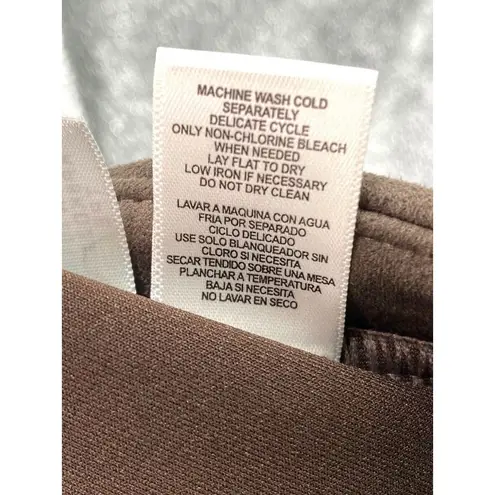 MACHINE WASH COLD
SEPARATELY
DELICATE CYCLE
ONLY NON-CHLORINE BLEACH
WHEN NEEDED
LAY FLAT TO DRY
LOW IRON IF NECESSARY
DO NOT DRY CLEAN
LAVAR A MAQUINA CON AGUA
FRIA POR SEPARADO
CICLO DELICADO
USE SOLO BLANQUEADOR SIN
CLORO SI NECESITA
SECAR TENDIDO SOBRE UNA MESA
PLANCHAR A TEMPERATURA
BAJA SI NECESITA
NO LAVAR EN SECO